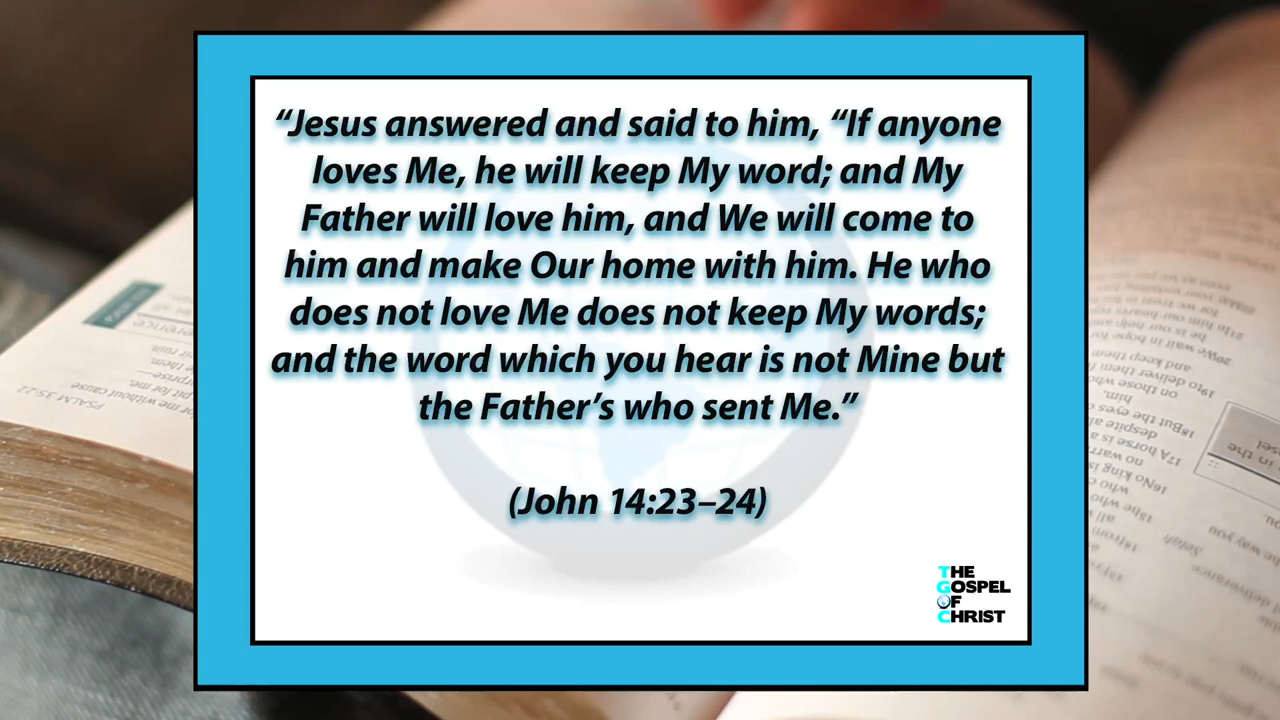 “Jesus answered and said to him, “If anyone
loves Me, he will keep My word; and My
Father will love him, and We will come to
him and make Our home with him. He who
does not love Me does not keep My words;
and the word which you hear is not Mine but
the Father’s who sent Me.”
(John 14:23–24)
THE
GOSPEL
OF
CHRIST
PSALM 35:22